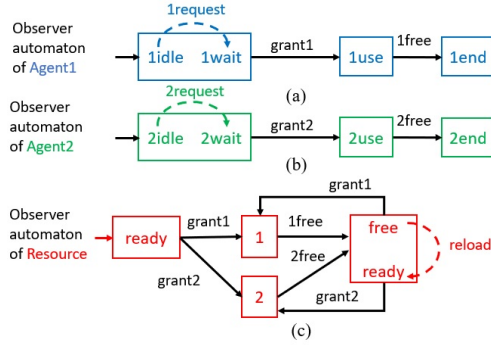 1request
Observer
automaton
of Agent1
1idle 1wait
grant1
1use
1free
1end
(a)
2request
Observer
automaton
of Agent2
2idle 2wait
grant2
2use
2free
2end
(b)
grant1
Observer
automaton
of Resource
ready
grant1
1
1free
free
reload
grant2
2free
ready
2
grant2
(c)